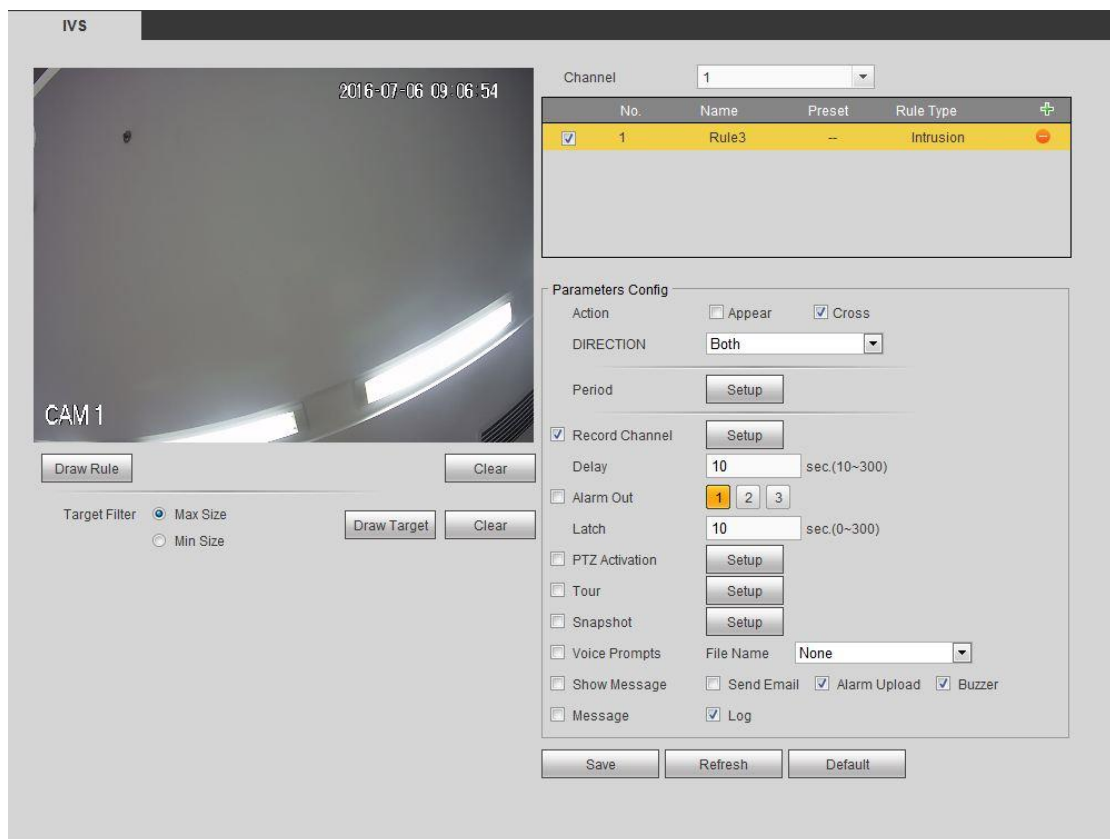 IVS
2016-07-06 09:06:54
CAM 1
Draw Rule Clear
Target Filter Max Size Draw Target Clear
Min Size
Channel 1
No. Name Preset Rule Type
1 Rule3 -- Intrusion
Parameters Config
Action Appear Cross
DIRECTION Both
Period Setup
Record Channel Setup
Delay 10 sec.(10~300)
Alarm Out 1 2 3
Latch 10 sec.(0~300)
PTZ Activation Setup
Tour Setup
Snapshot Setup
Voice Prompts File Name None
Show Message Send Email Alarm Upload Buzzer
Message Log
Save Refresh Default